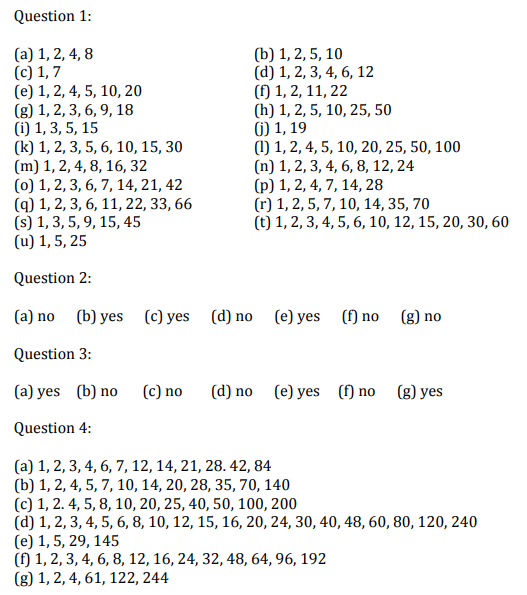 Question 1:
(a) 1, 2, 4, 8 (b) 1, 2, 5, 10
(c) 1, 7 (d) 1, 2, 3, 4, 6, 12
(e) 1, 2, 4, 5, 10, 20 (f) 1, 2, 11, 22
(g) 1, 2, 3, 6, 9, 18 (h) 1, 2, 5, 10, 25, 50
(i) 1, 3, 5, 15 (j) 1, 19
(k) 1, 2, 3, 5, 6, 10, 15, 30 (l) 1, 2, 4, 5, 10, 20, 25, 50, 100
(m) 1, 2, 4, 8, 16, 32 (n) 1, 2, 3, 4, 6, 8, 12, 24
(o) 1, 2, 3, 6, 7, 14, 21, 42 (p) 1, 2, 4, 7, 14, 28
(q) 1, 2, 3, 6, 11, 22, 33, 66 (r) 1, 2, 5, 7, 10, 14, 35, 70
(s) 1, 3, 5, 9, 15, 45 (t) 1, 2, 3, 4, 5, 6, 10, 12, 15, 20, 30, 60
(u) 1, 5, 25
Question 2:
(a) no (b) yes (c) yes (d) no (e) yes (f) no (g) no
Question 3:
(a) yes (b) no (c) no (d) no (e) yes (f) no (g) yes
Question 4:
(a) 1, 2, 3, 4, 6, 7, 12, 14, 21, 28. 42, 84
(b) 1, 2, 4, 5, 7, 10, 14, 20, 28, 35, 70, 140
(c) 1, 2. 4, 5, 8, 10, 20, 25, 40, 50, 100, 200
(d) 1, 2, 3, 4, 5, 6, 8, 10, 12, 15, 16, 20, 24, 30, 40, 48, 60, 80, 120, 240
(e) 1, 5, 29, 145
(f) 1, 2, 3, 4, 6, 8, 12, 16, 24, 32, 48, 64, 96, 192
(g) 1, 2, 4, 61, 122, 244